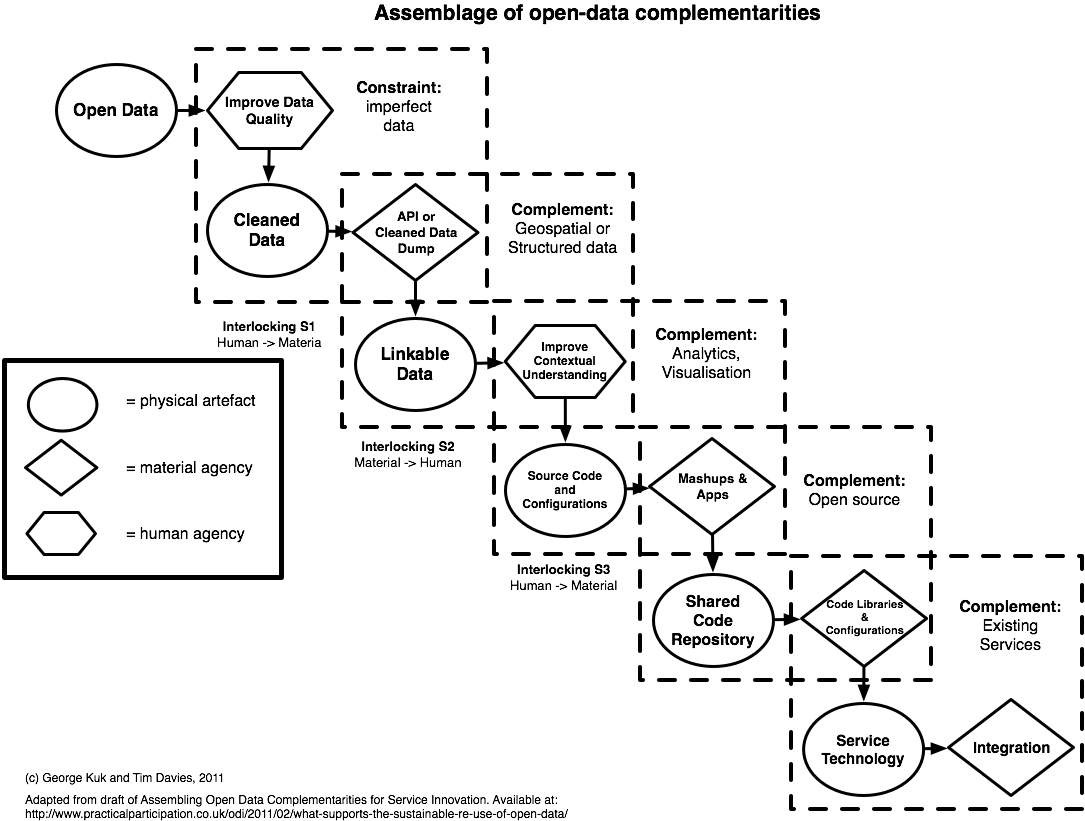 Assemblage of open-data complementarities
Open Data
Improve Data
Quality
Constraint:
imperfect
data
Cleaned
Data
API or
Cleaned Data
Dump
Complement:
Geospatial or
Structured data
Interlocking S1
Human -> Materia
Linkable
Data
Improve
Contextual
Understanding
Complement:
Analytics,
Visualisation
= physical artefact
= material agency
= human agency
Interlocking S2
Material -> Human
Source Code
and
Configurations
Mashups &
Apps
Complement:
Open source
Interlocking S3
Human -> Material
Shared
Code
Repository
Code Libraries
&
Configurations
Complement:
Existing
Services
Service
Technology
Integration
(c) George Kuk and Tim Davies, 2011
Adapted from draft of Assembling Open Data Complementarities for Service Innovation. Available at:
http://www.practicalparticipation.co.uk/odi/2011/02/what-supports-the-sustainable-re-use-of-open-data/